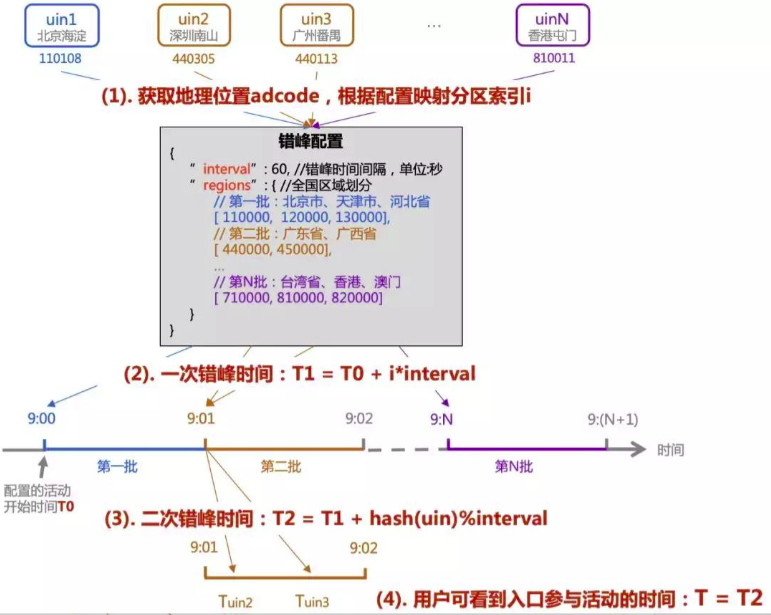 uin1 uin2 uin3 … uinN
北京海淀 深圳南山 广州番禺 香港屯门
110108 440305 440113 810011
(1). 获取地理位置adcode，根据配置映射分区索引i
错峰配置
{
“ interval”：60, //错峰时间间隔，单位:秒
“ regions”：{ //全国区域划分
// 第一批：北京市、天津市、河北省
[ 110000, 120000, 130000],
// 第二批：广东省、广西省
[ 440000, 450000],
...
// 第N批：台湾省、香港、澳门
[ 710000, 810000, 820000]
}
}
(2). 一次错峰时间：T1 = T0 + i*interval
9:00 9:01 9:02 9:N 9:(N+1)
时间
第一批 第二批 第N批
配置的活动
开始时间T0
(3). 二次错峰时间：T2 = T1 + hash(uin)%interval
9:01 9:02
Tuin2 Tuin3
(4). 用户可看到入口参与活动的时间：T = T2